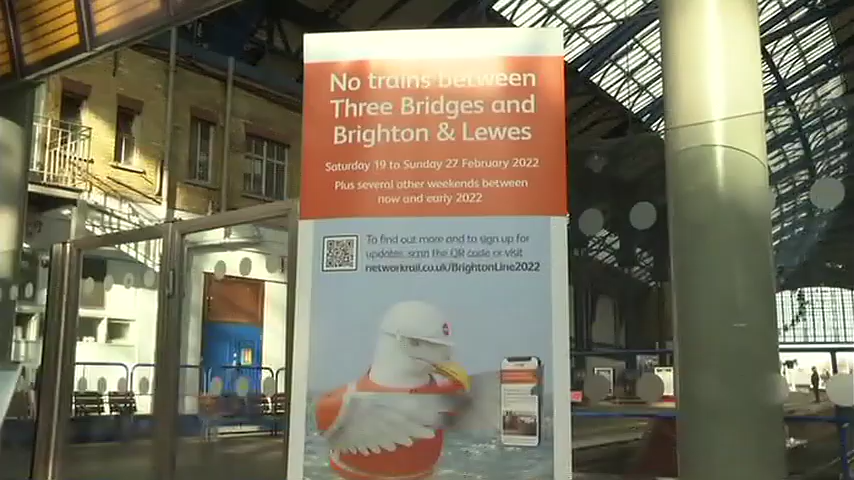 No trains between
Three Bridges and
Brighton & Lewes
Saturday 19 to Sunday 27 February 2022
Plus several other weekends between
now and early 2022
To find out more and to sign up for
updates, scan the QR code or visit
networkrail.co.uk/BrightonLine2022